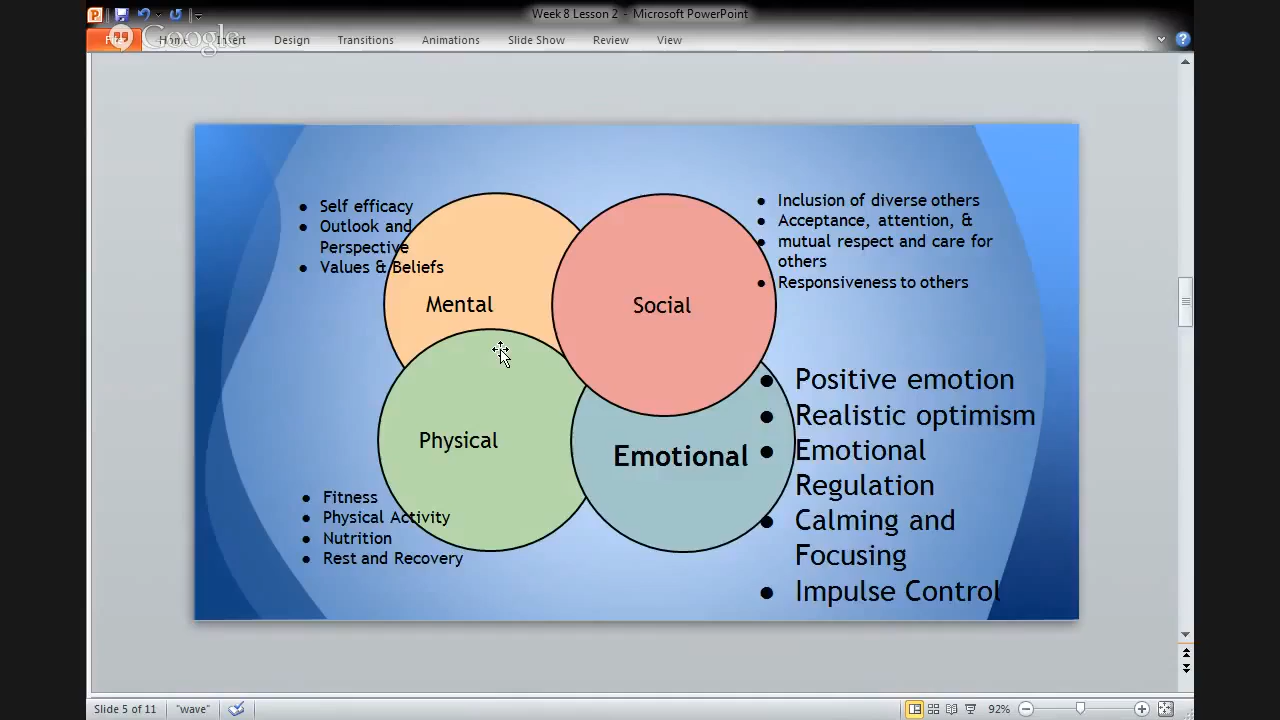 Week 8 Lesson 2 - Microsoft PowerPoint
Google
Home Insert Design Transitions Animations Slide Show Review View
Self efficacy
Outlook and
Perspective
Values & Beliefs
Mental
Social
Inclusion of diverse others
Acceptance, attention, &
mutual respect and care for
others
Responsiveness to others
Physical
Emotional
Positive emotion
Realistic optimism
Emotional
Regulation
Calming and
Focusing
Impulse Control
Fitness
Physical Activity
Nutrition
Rest and Recovery
Slide 5 of 11 "wave" 92%